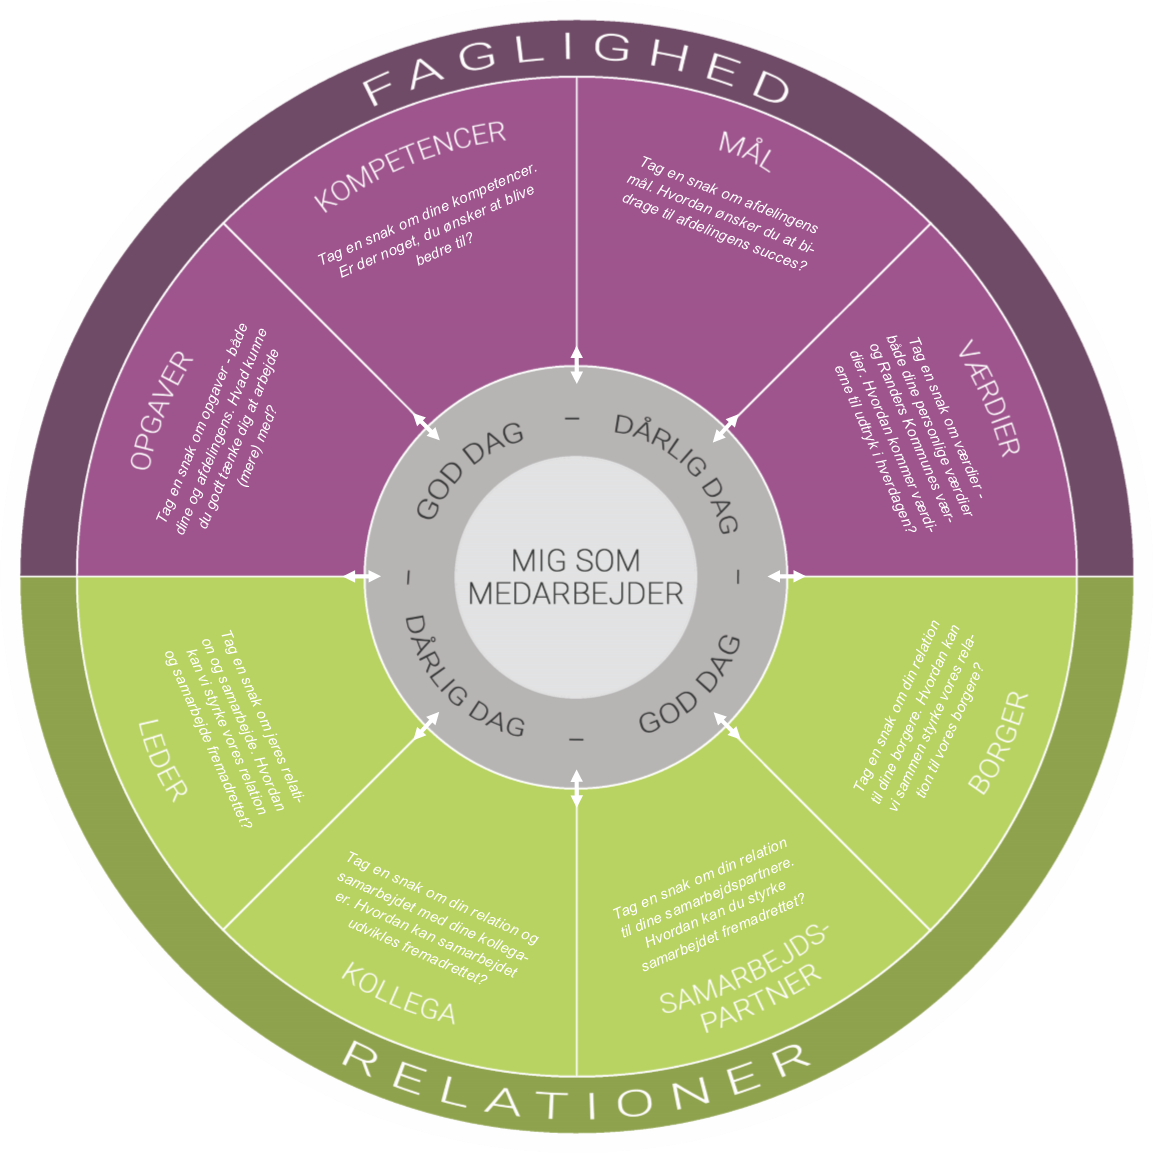 FAGLIGHED
KOMPETENCER
Tag en snak om dine kompetencer.
Er der noget, du ønsker at blive
bedre til?
MÅL
Tag en snak om afdelingens
mål. Hvordan ønsker du at bi-
drage til afdelingens succes?
OPGAVER
Tag en snak om opgaver - både
dine og afdelingens. Hvad kunne
du godt tænke dig at arbejde
(mere) med?
VÆRDIER
Tag en snak om værdier -
både dine personlige værdier
og Randers Kommunes vær-
dier. Hvordan kommer værdi-
erne til udtryk i hverdagen?
GOD DAG – DÅRLIG DAG –
MIG SOM
MEDARBEJDER
DÅRLIG DAG – GOD DAG –
LEDER
Tag en snak om jeres relati-
on og samarbejde. Hvordan
kan vi styrke vores relation
og samarbejde fremadrettet?
BORGER
Tag en snak om din relation
til dine borgere. Hvordan kan
vi sammen styrke vores rela-
tion til vores borgere?
Tag en snak om din relation og
samarbejdet med dine kollega-
er. Hvordan kan samarbejdet
udvikles fremadrettet?
KOLLEGA
Tag en snak om din relation
til dine samarbejdspartnere.
Hvordan kan du styrke
samarbejdet fremadrettet?
SAMARBEJDS-
PARTNER
RELATIONER